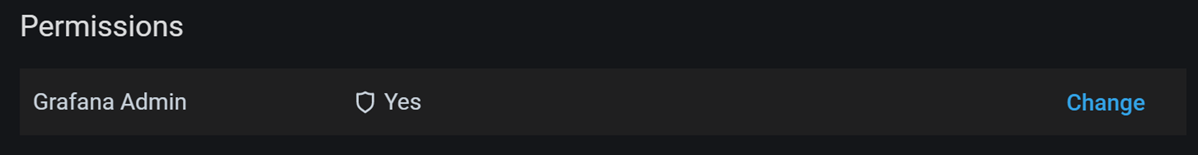 Permissions
Grafana Admin Yes Change